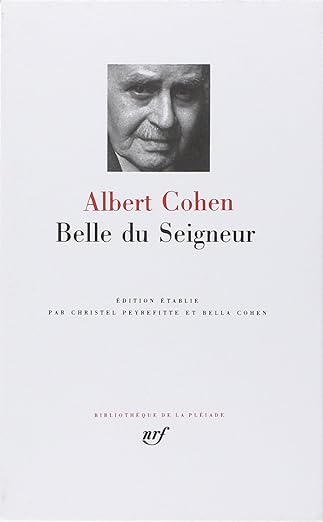 Albert Cohen
Belle du Seigneur
ÉDITION ÉTABLIE
PAR CHRISTEL PEYREFITTE ET BELLA COHEN
BIBLIOTHÈQUE DE LA PLÉIADE
nrf